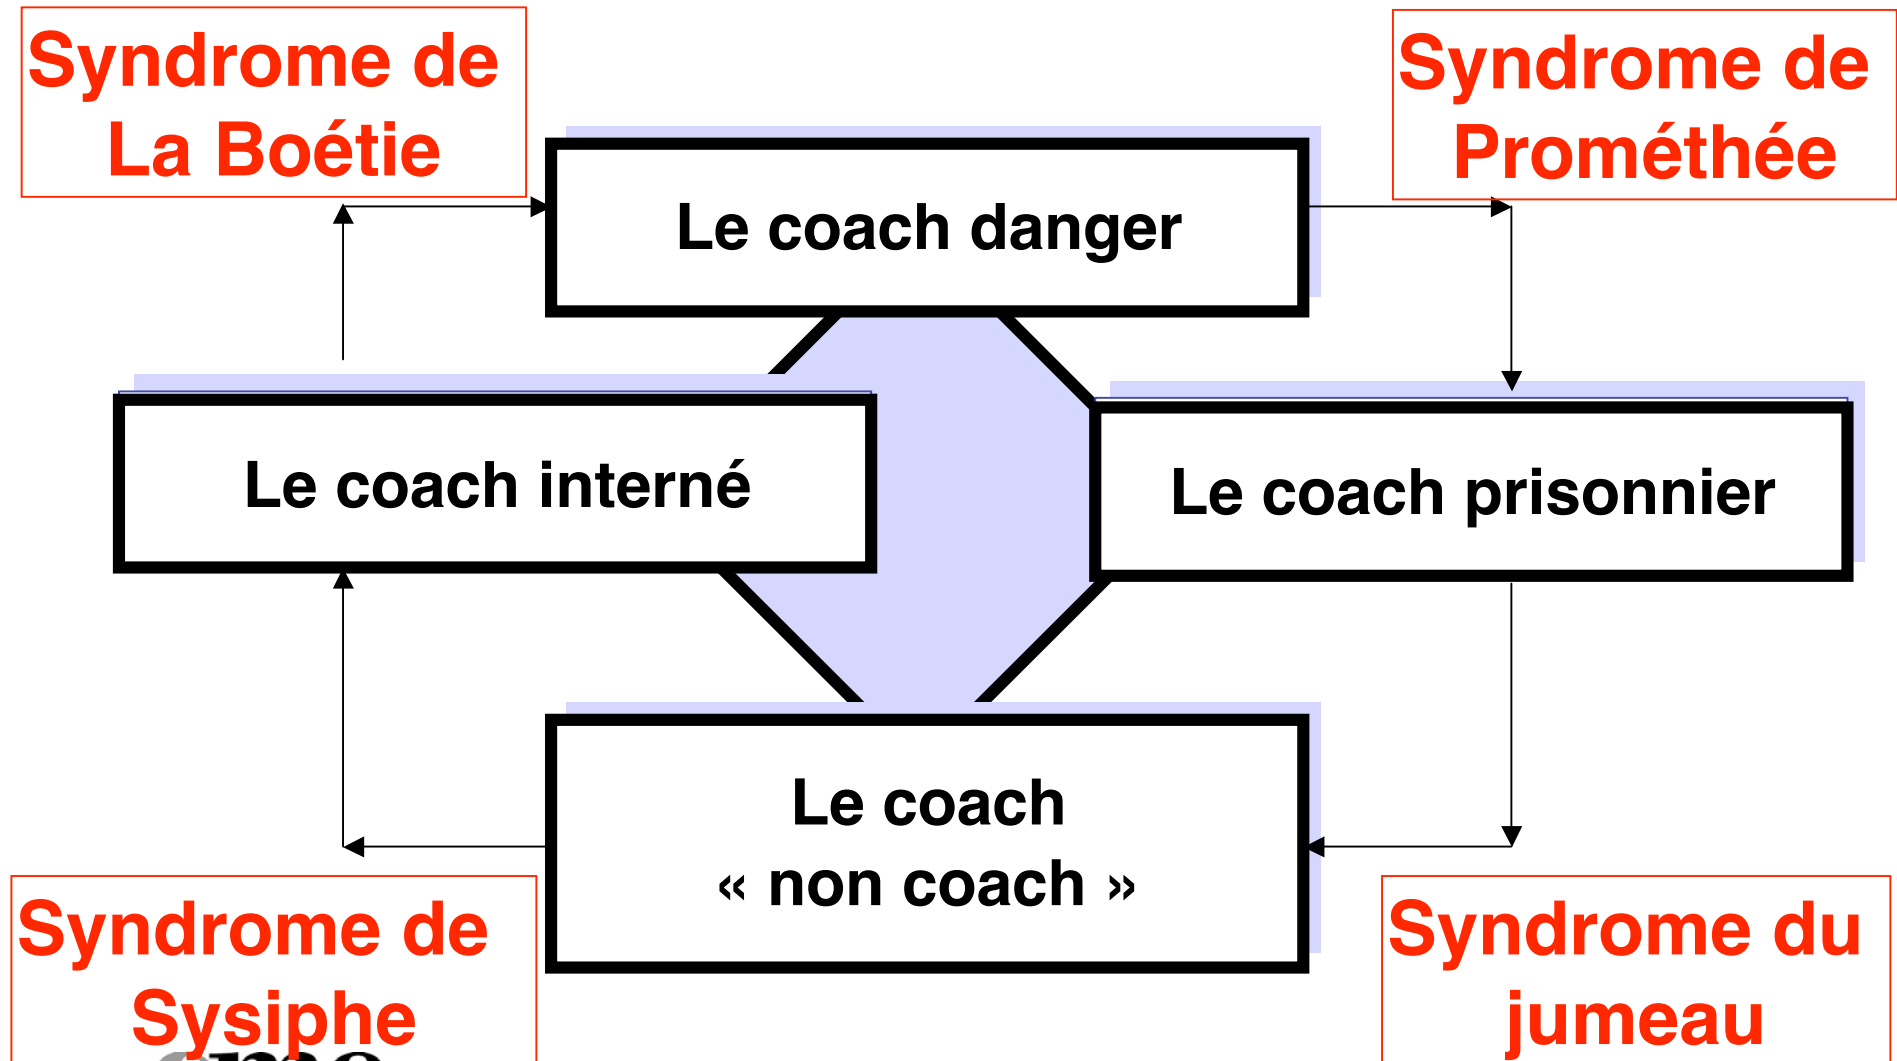 Syndrome de
La Boétie
Syndrome de
Prométhée
Le coach danger
Le coach interné
Le coach prisonnier
Le coach
« non coach »
Syndrome de
Sysiphe
Syndrome du
jumeau